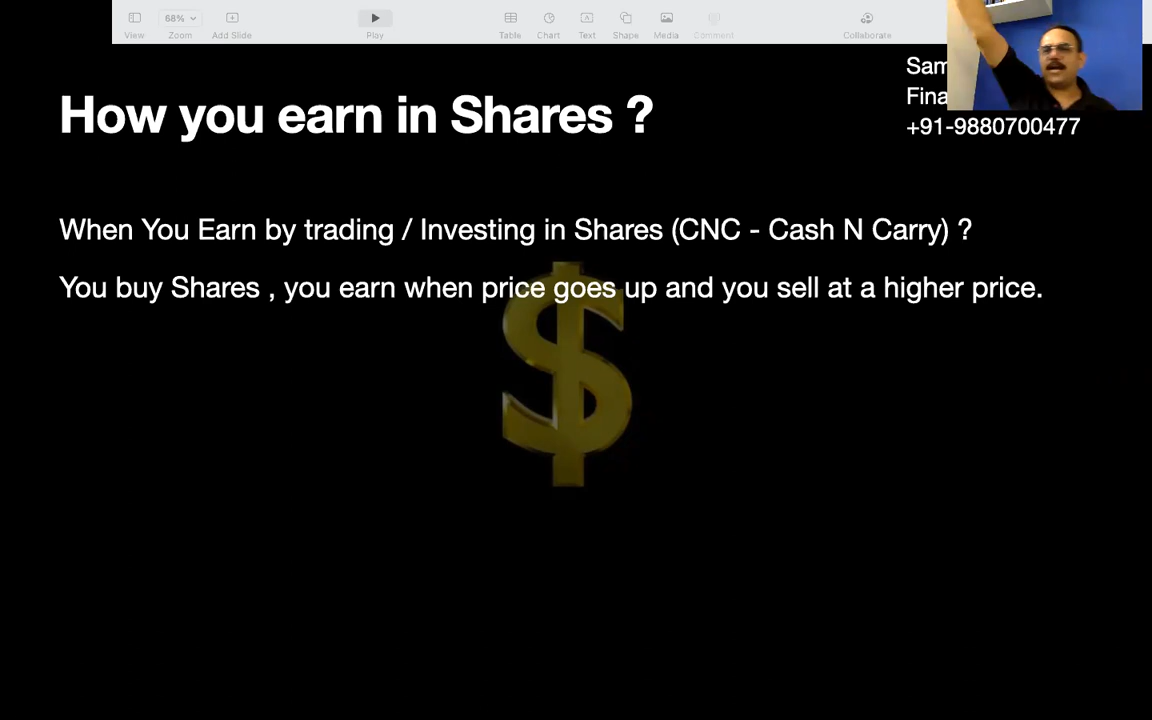 View
Zoom
68%
Add Slide
Play
Table
Chart
Text
Shape
Media
Comment
Collaborate
How you earn in Shares ?
+91-9880700477
When You Earn by trading / Investing in Shares (CNC - Cash N Carry) ?
You buy Shares , you earn when price goes up and you sell at a higher price.
$